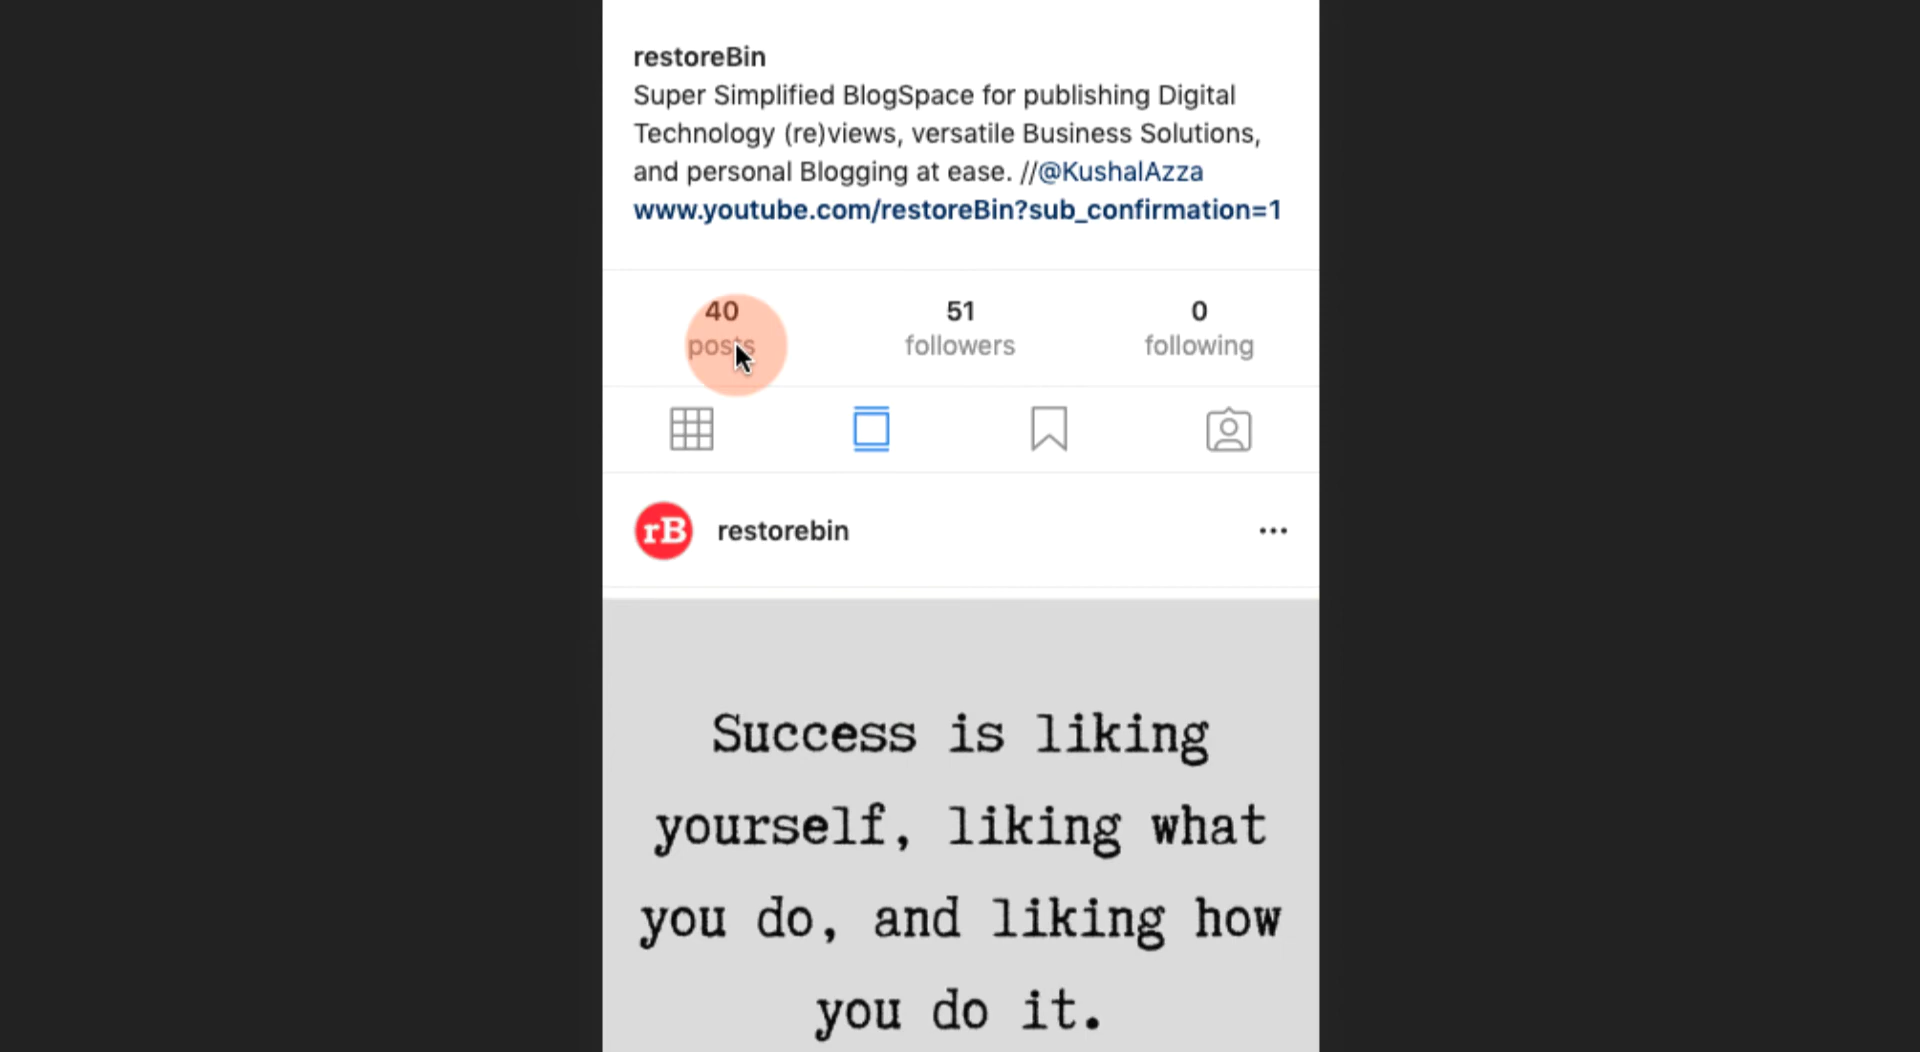 restoreBin
Super Simplified BlogSpace for publishing Digital
Technology (re)views, versatile Business Solutions,
and personal Blogging at ease. //@KushalAzza
www.youtube.com/restoreBin?sub_confirmation=1
40 51 0
posts followers following
rB restorebin
Success is liking
yourself, liking what
you do, and liking how
you do it.